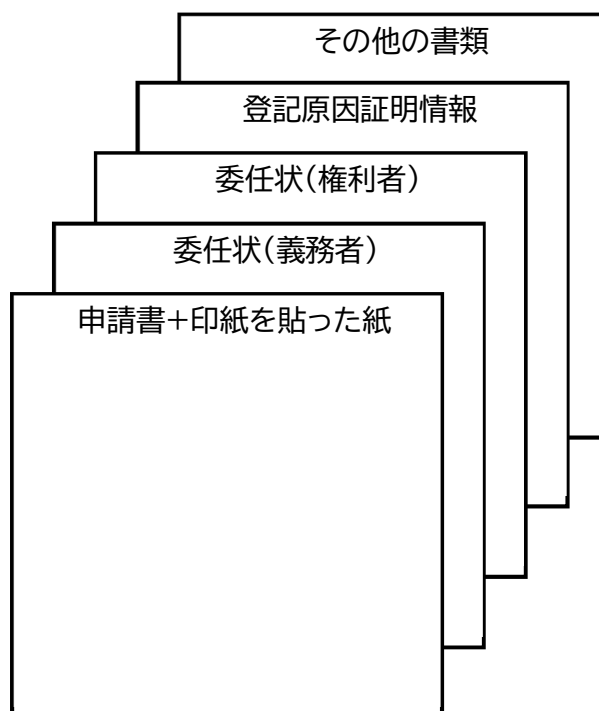 その他の書類
登記原因証明情報
委任状(権利者)
委任状(義務者)
申請書+印紙を貼った紙